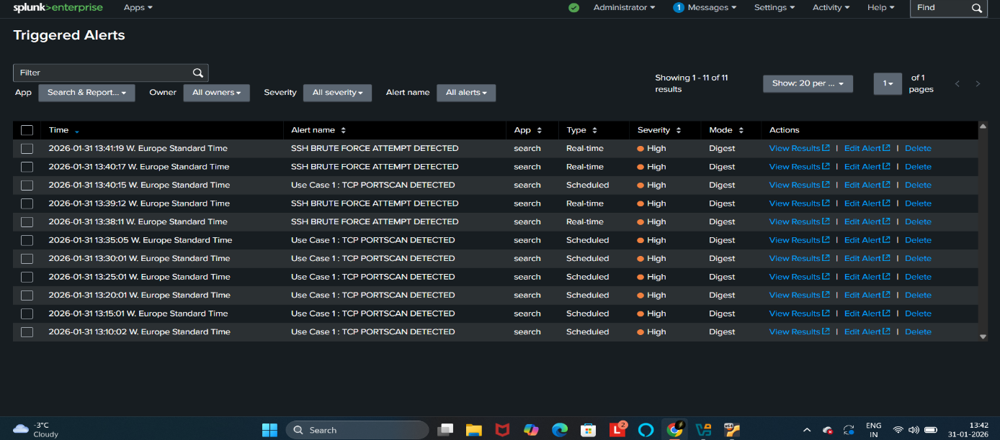 splunk>enterprise Apps Administrator 1 Messages Settings Activity Help Find
Triggered Alerts
Filter
App Search & Report... Owner All owners Severity All severity Alert name All alerts
Showing 1 - 11 of 11 results
Show: 20 per ... 1 of 1 pages
Time Alert name App Type Severity Mode Actions
2026-01-31 13:41:19 W. Europe Standard Time SSH BRUTE FORCE ATTEMPT DETECTED search Real-time High Digest View Results | Edit Alert | Delete
2026-01-31 13:40:17 W. Europe Standard Time SSH BRUTE FORCE ATTEMPT DETECTED search Real-time High Digest View Results | Edit Alert | Delete
2026-01-31 13:40:15 W. Europe Standard Time Use Case 1 : TCP PORTSCAN DETECTED search Scheduled High Digest View Results | Edit Alert | Delete
2026-01-31 13:39:12 W. Europe Standard Time SSH BRUTE FORCE ATTEMPT DETECTED search Real-time High Digest View Results | Edit Alert | Delete
2026-01-31 13:38:11 W. Europe Standard Time SSH BRUTE FORCE ATTEMPT DETECTED search Real-time High Digest View Results | Edit Alert | Delete
2026-01-31 13:35:05 W. Europe Standard Time Use Case 1 : TCP PORTSCAN DETECTED search Scheduled High Digest View Results | Edit Alert | Delete
2026-01-31 13:30:01 W. Europe Standard Time Use Case 1 : TCP PORTSCAN DETECTED search Scheduled High Digest View Results | Edit Alert | Delete
2026-01-31 13:25:01 W. Europe Standard Time Use Case 1 : TCP PORTSCAN DETECTED search Scheduled High Digest View Results | Edit Alert | Delete
2026-01-31 13:20:01 W. Europe Standard Time Use Case 1 : TCP PORTSCAN DETECTED search Scheduled High Digest View Results | Edit Alert | Delete
2026-01-31 13:15:01 W. Europe Standard Time Use Case 1 : TCP PORTSCAN DETECTED search Scheduled High Digest View Results | Edit Alert | Delete
2026-01-31 13:10:02 W. Europe Standard Time Use Case 1 : TCP PORTSCAN DETECTED search Scheduled High Digest View Results | Edit Alert | Delete
-3°C
Cloudy
Search
L 2
ENG
IN
13:42
31-01-2026